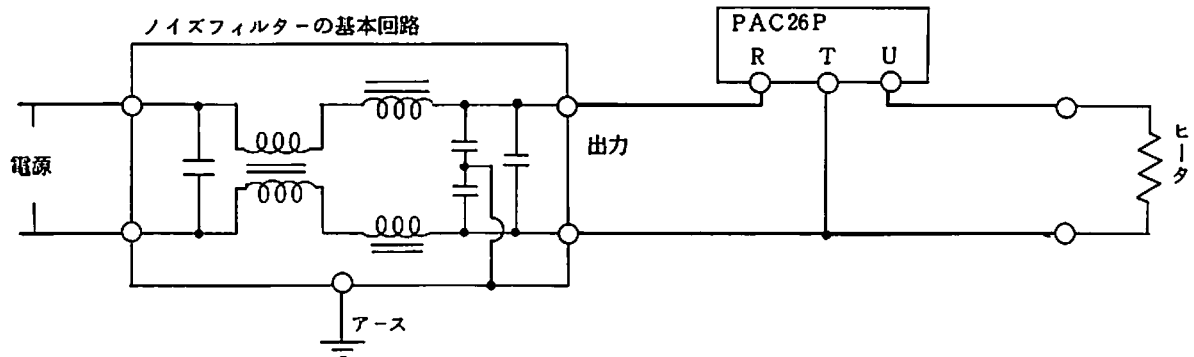 ノイズフィルターの基本回路
PAC26P
R T U
電源
出力
ヒータ
アース